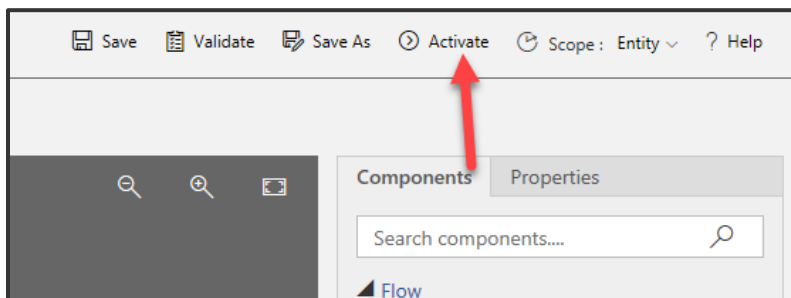 Save Validate Save As Activate Scope : Entity ? Help
Components Properties
Search components....
Flow